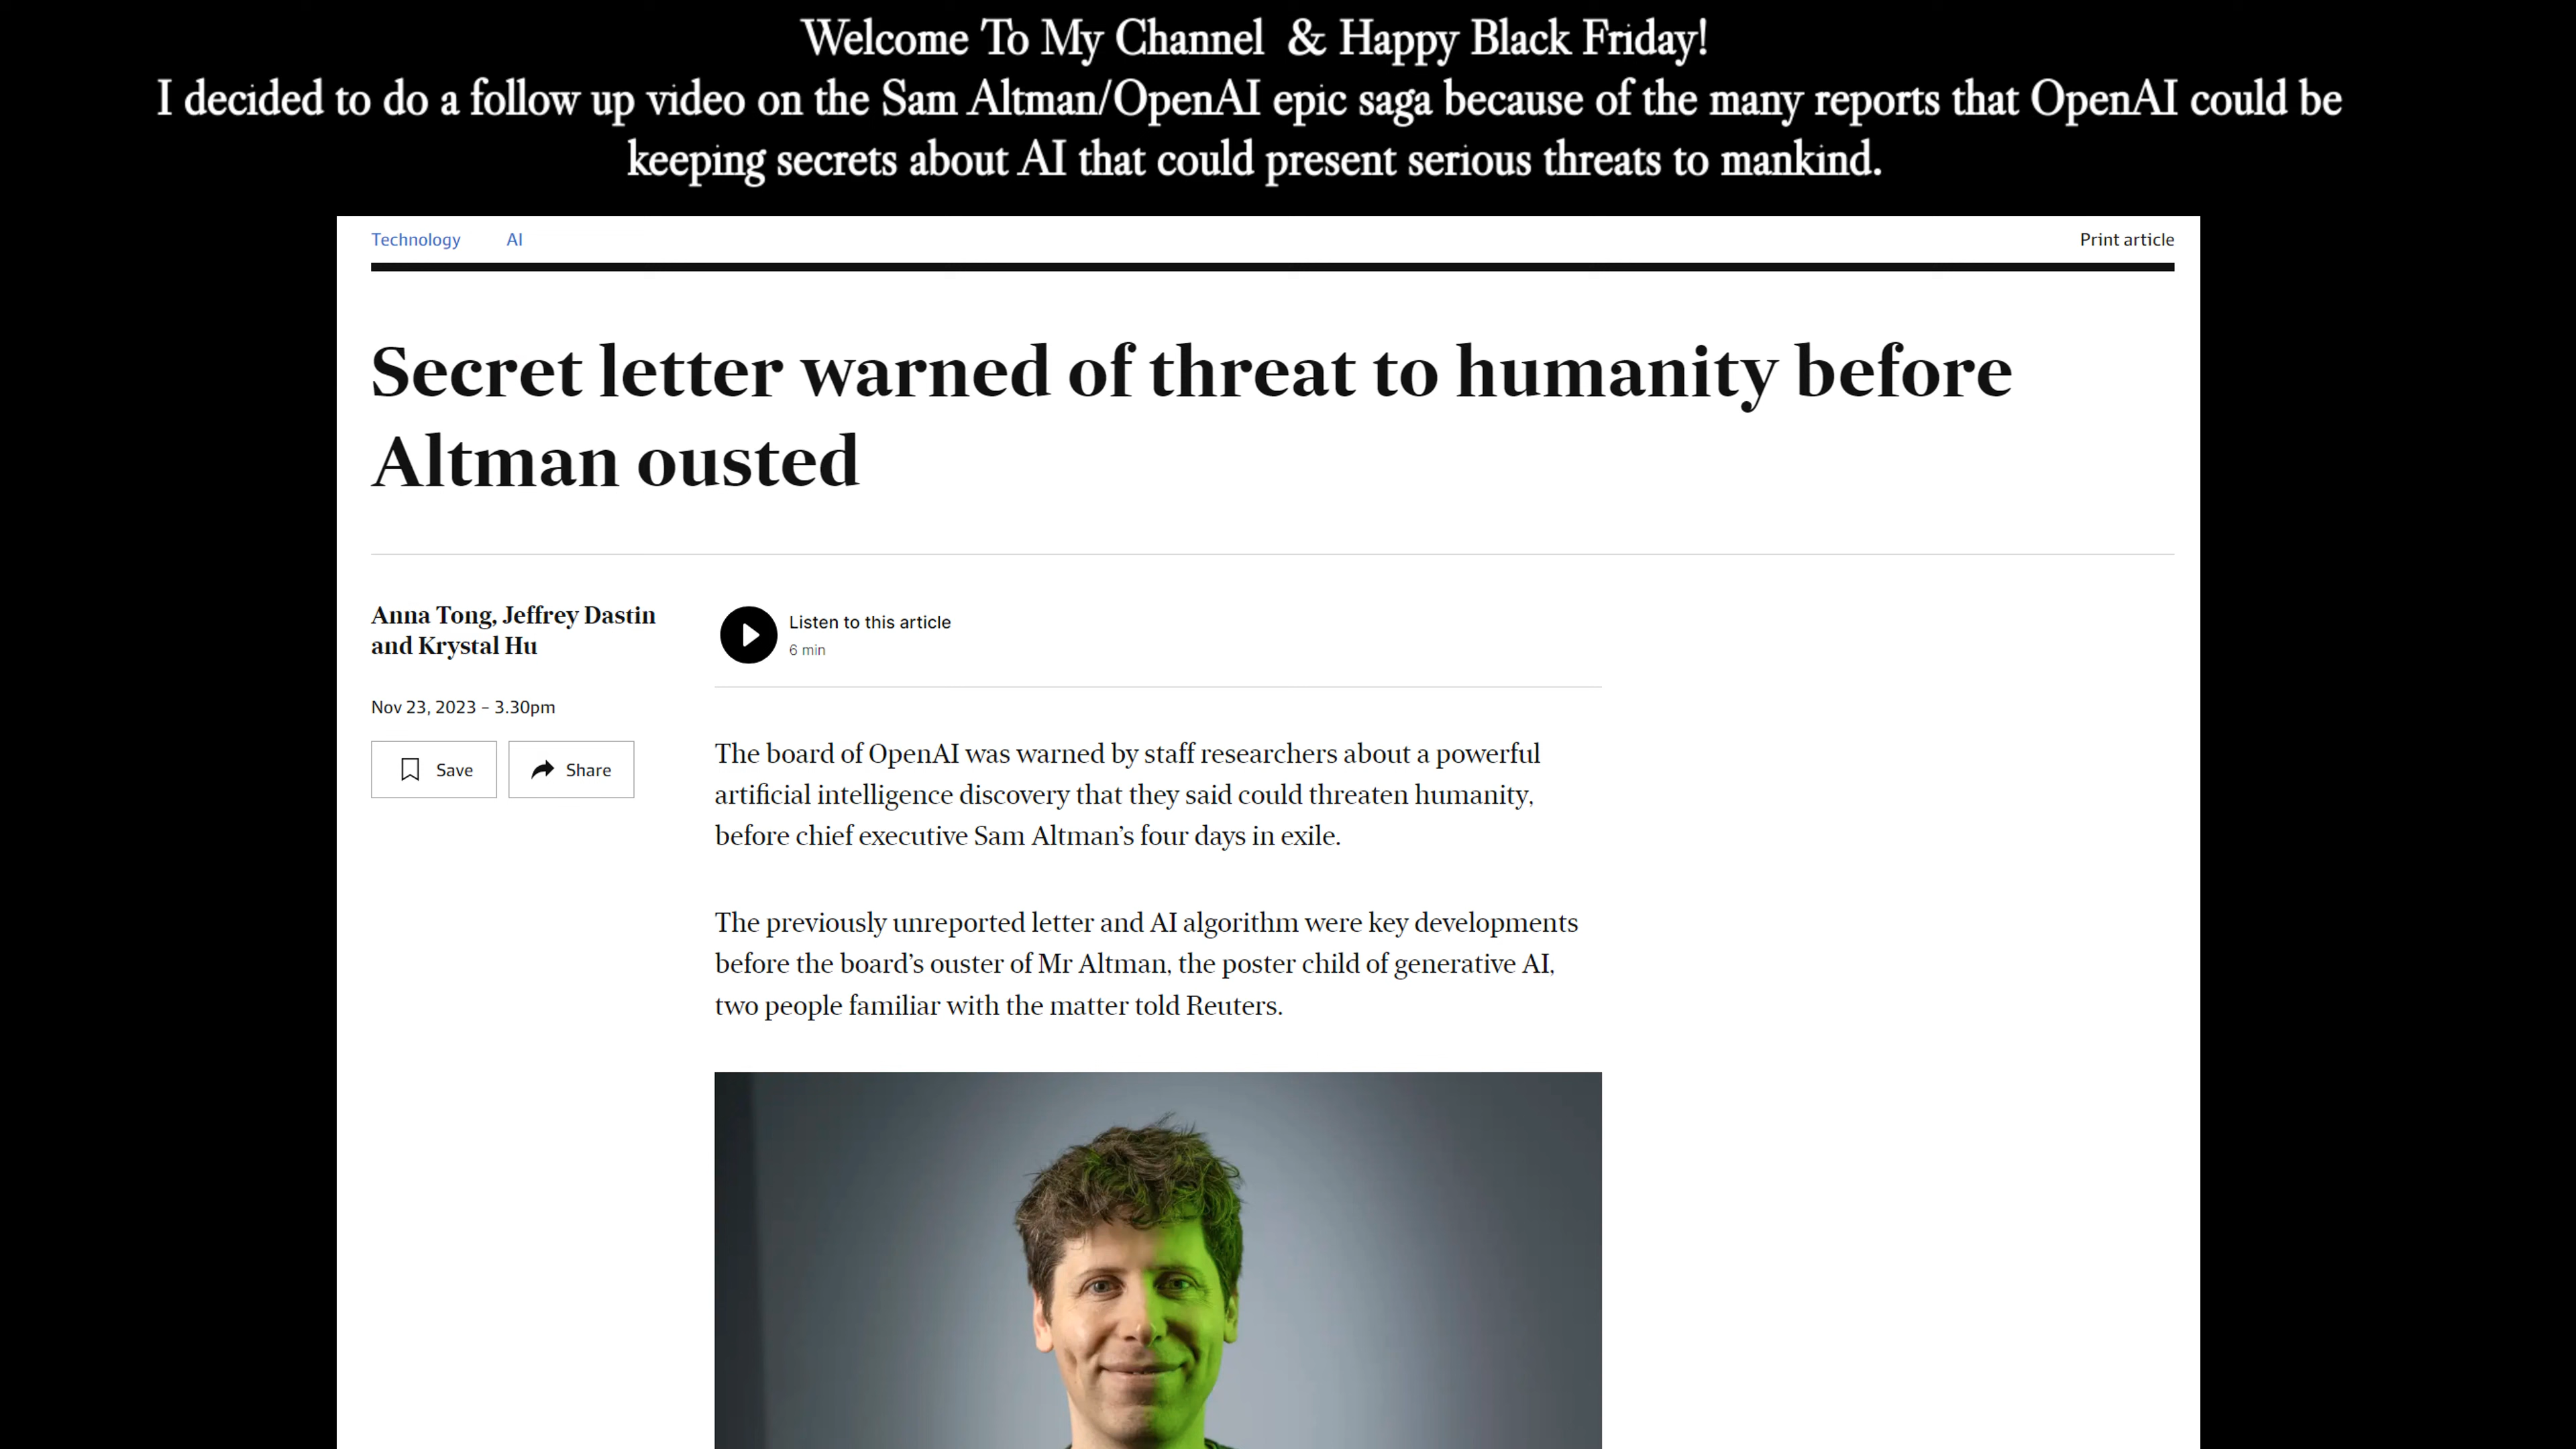 Welcome To My Channel & Happy Black Friday!
I decided to do a follow up video on the Sam Altman/OpenAI epic saga because of the many reports that OpenAI could be
keeping secrets about AI that could present serious threats to mankind.
Technology AI Print article
Secret letter warned of threat to humanity before
Altman ousted
Anna Tong, Jeffrey Dastin
and Krystal Hu
Nov 23, 2023 – 3.30pm
Save Share
Listen to this article
6 min
The board of OpenAI was warned by staff researchers about a powerful
artificial intelligence discovery that they said could threaten humanity,
before chief executive Sam Altman’s four days in exile.
The previously unreported letter and AI algorithm were key developments
before the board’s ouster of Mr Altman, the poster child of generative AI,
two people familiar with the matter told Reuters.